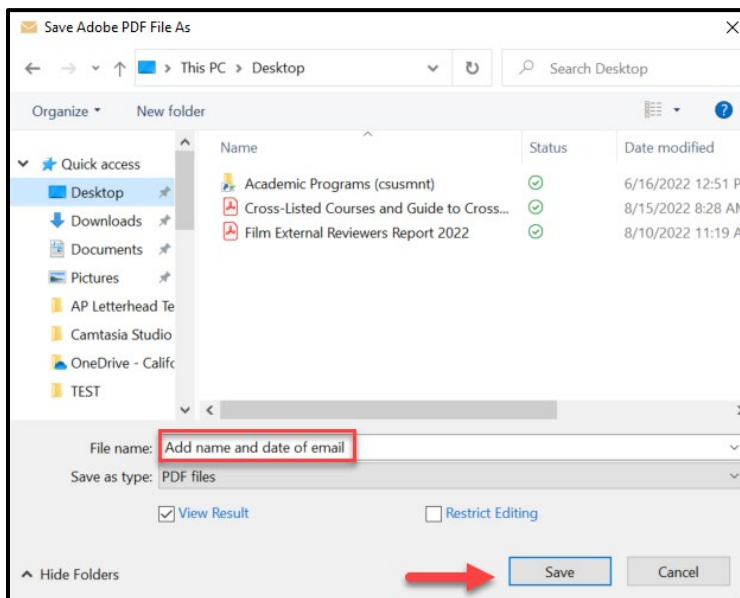 Save Adobe PDF File As
This PC > Desktop
Search Desktop
Organize
New folder
Name Status Date modified
Quick access
Desktop
Downloads
Documents
Pictures
AP Letterhead Te
Camtasia Studio
OneDrive - Califc
TEST
Academic Programs (csusmnt) 6/16/2022 12:51 P
Cross-Listed Courses and Guide to Cross... 8/15/2022 8:28 AM
Film External Reviewers Report 2022 8/10/2022 11:19 A
File name: Add name and date of email
Save as type: PDF files
View Result Restrict Editing
Hide Folders
Save Cancel